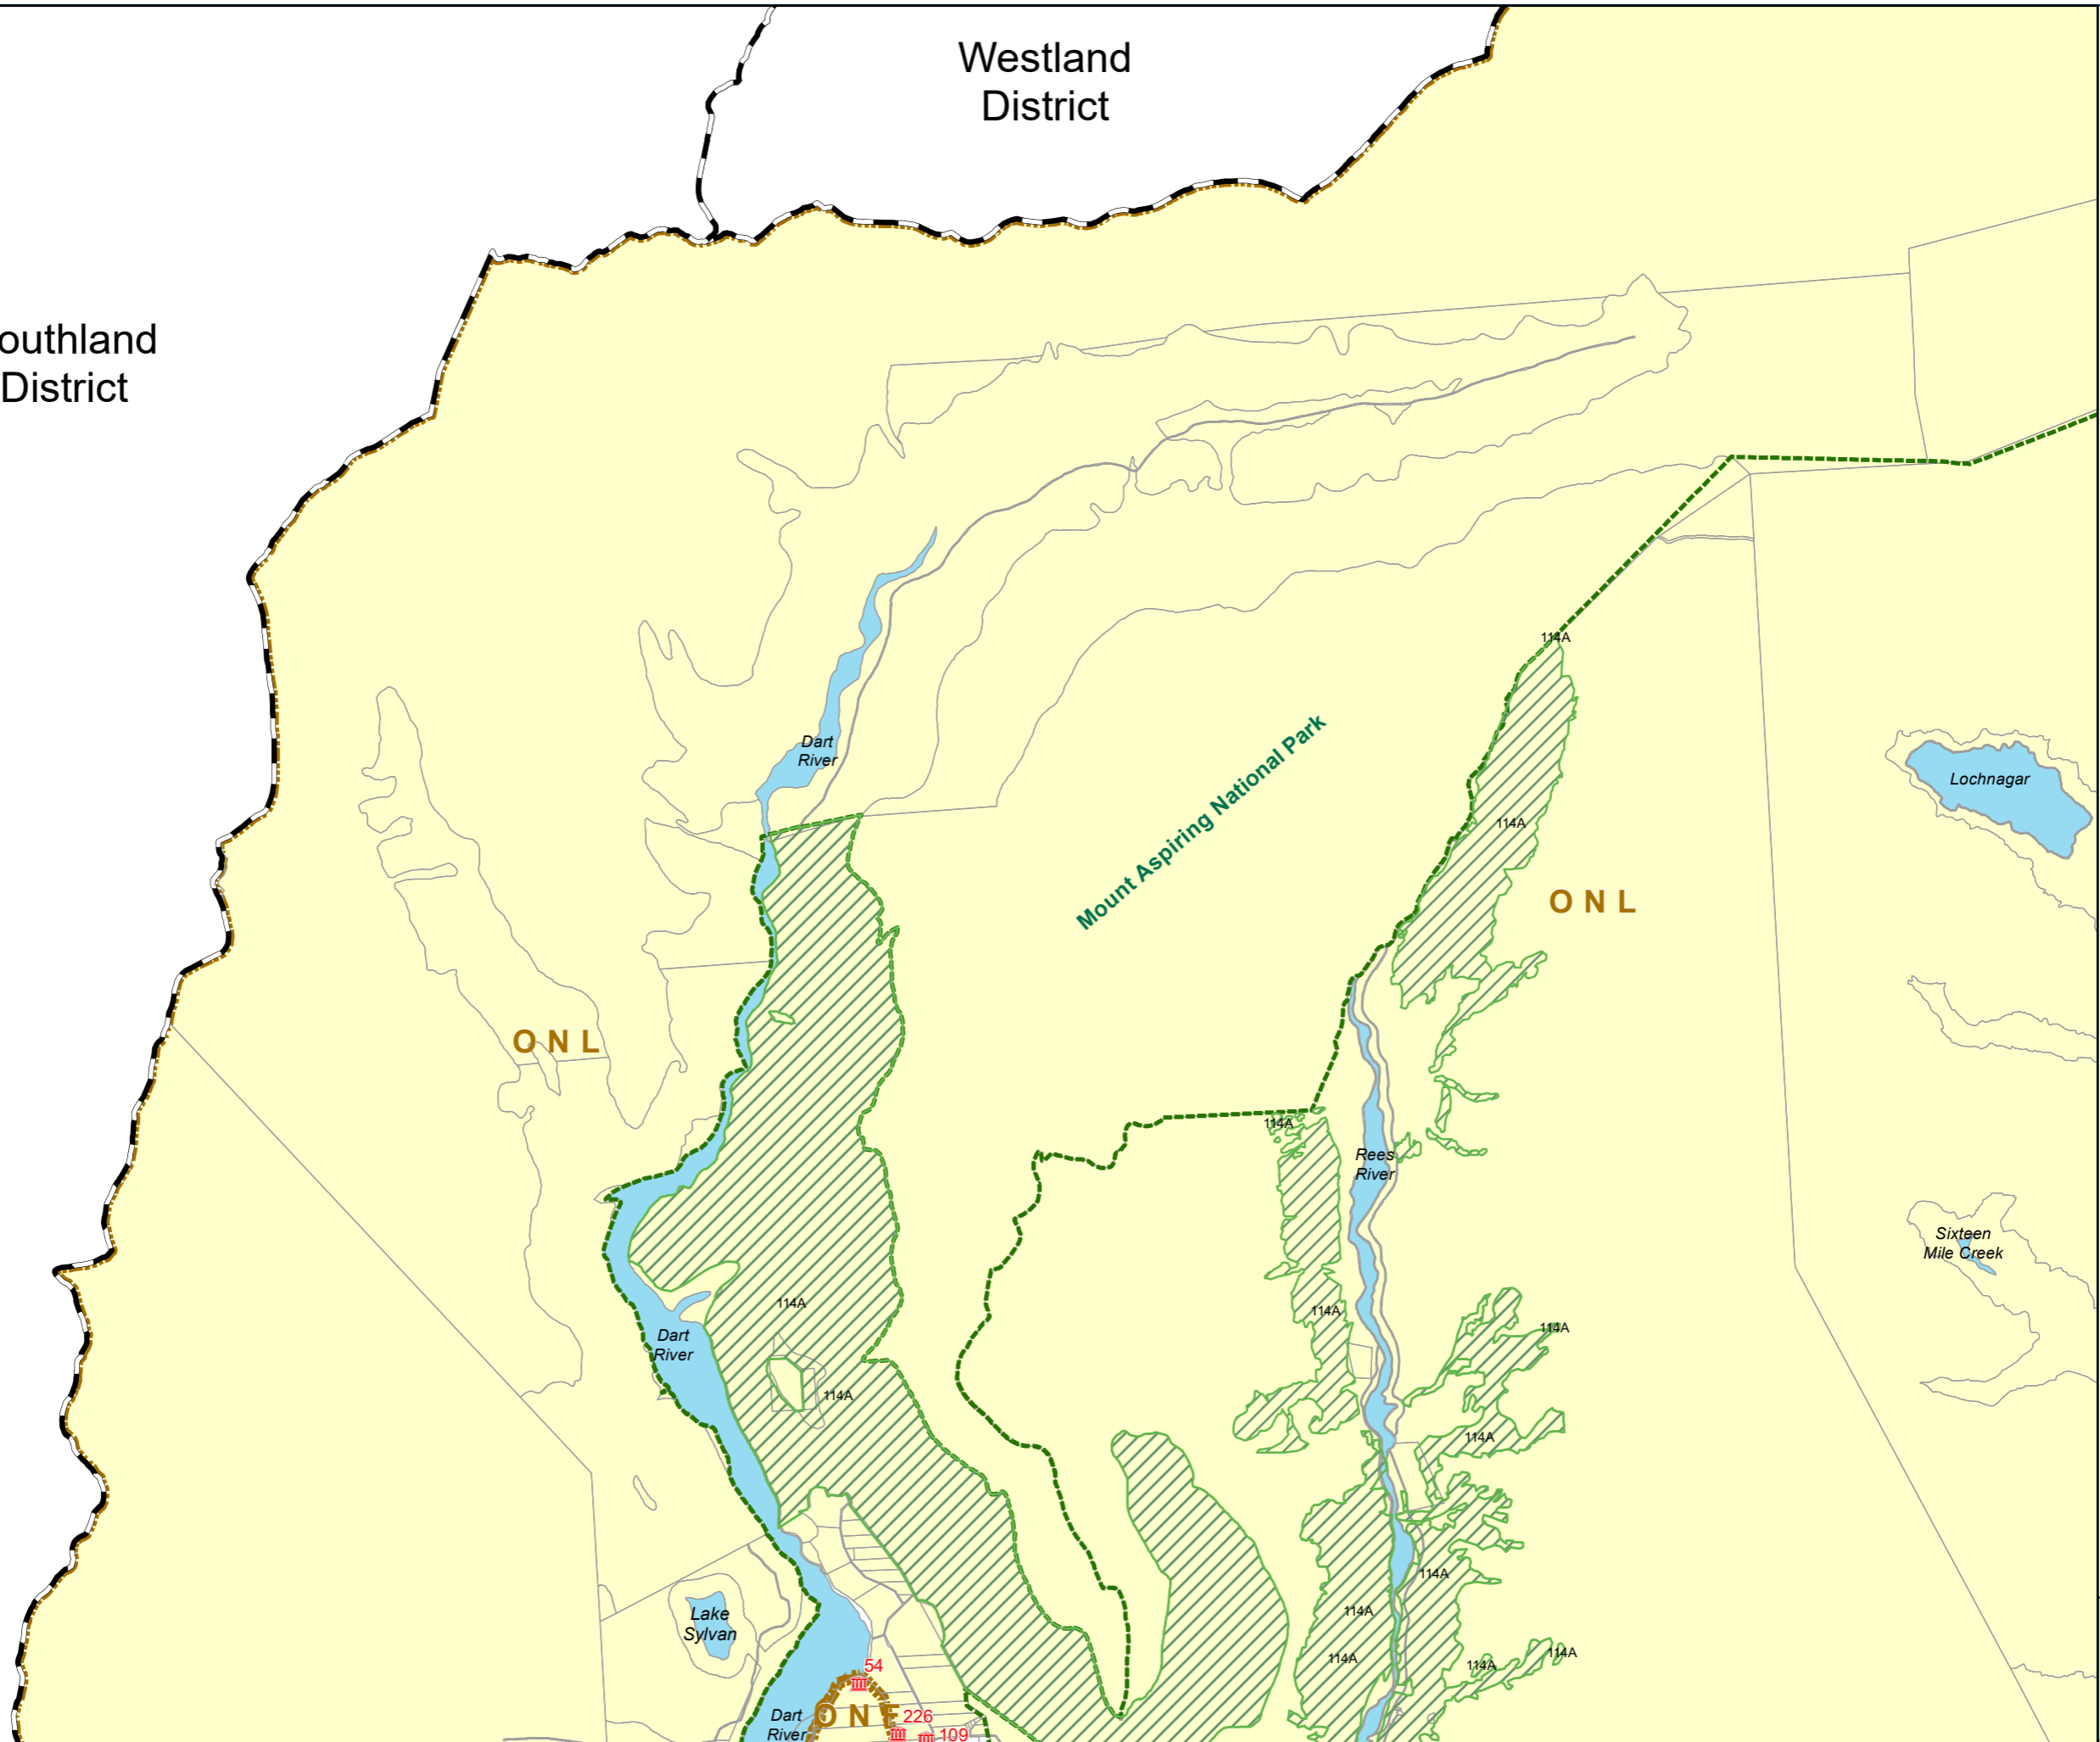 Westland
District
outhland
District
114A
Dart
River
Lochnagar
Mount Aspiring National Park
114A
O N L
O N L
114A
Rees
River
Sixteen
Mile Creek
114A
114A
114A
Dart
River
114A
114A
114A
114A
Lake
Sylvan
114A
114A
114A
54
O N F
226
Dart
River
109